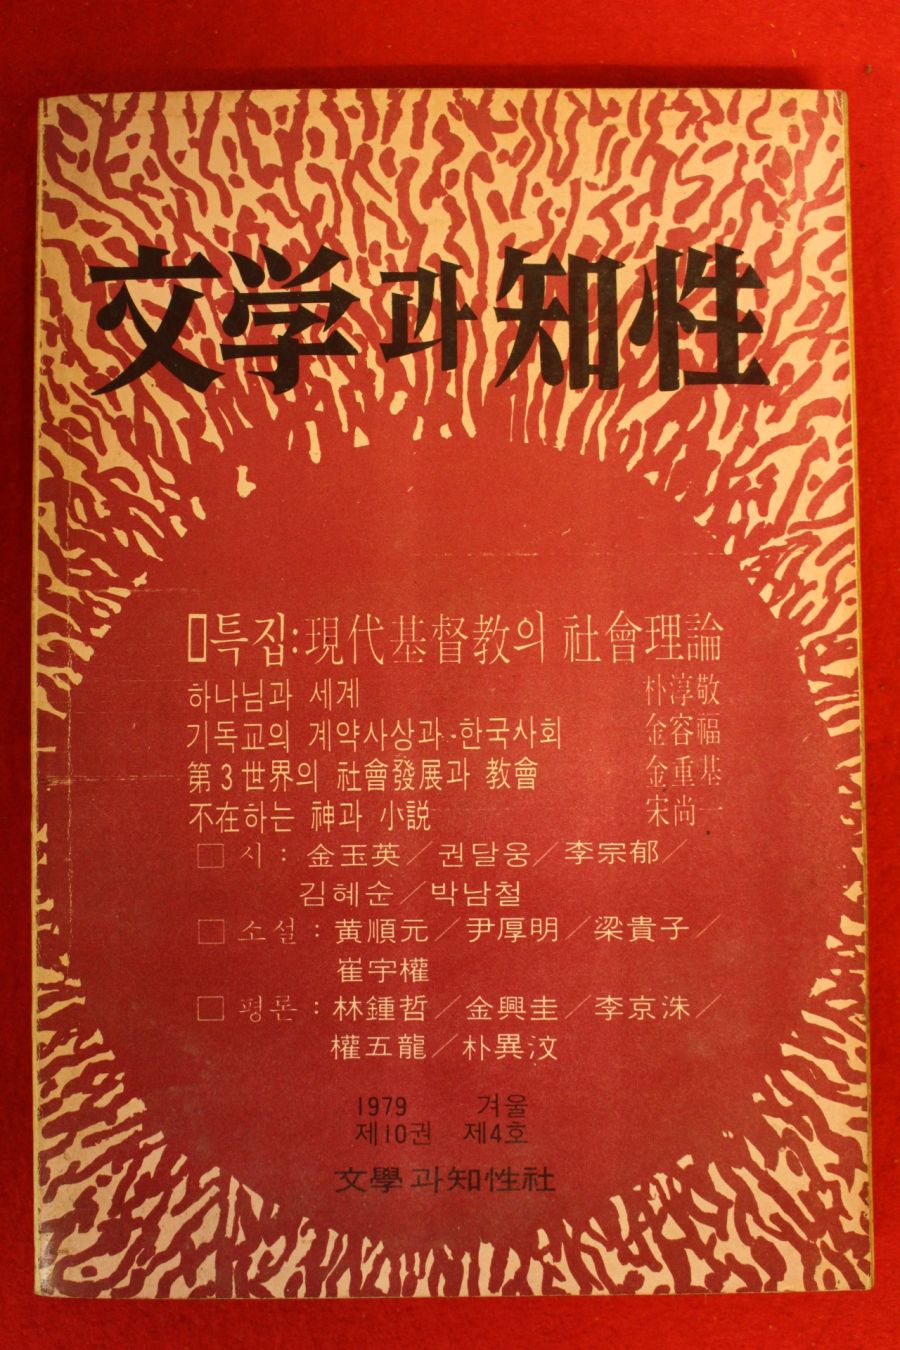 文学과 知性
特집: 現代基督教의 社會理論
하나님과 세계 朴淳敬
기독교의 계약사상과 한국사회 金容福
第3世界의 社會發展과 教會 金重基
不在하는 神과 小説 宋尚一
□ 시 : 金玉英／권달웅／李宗郁／
김혜순／박남철
□ 소설 : 黄順元／尹厚明／梁貴子／
崔宇權
□ 평론 : 林鍾哲／金興圭／李京洙／
權五龍／朴異汶
1979 겨울
제10권 제4호
文學과知性社